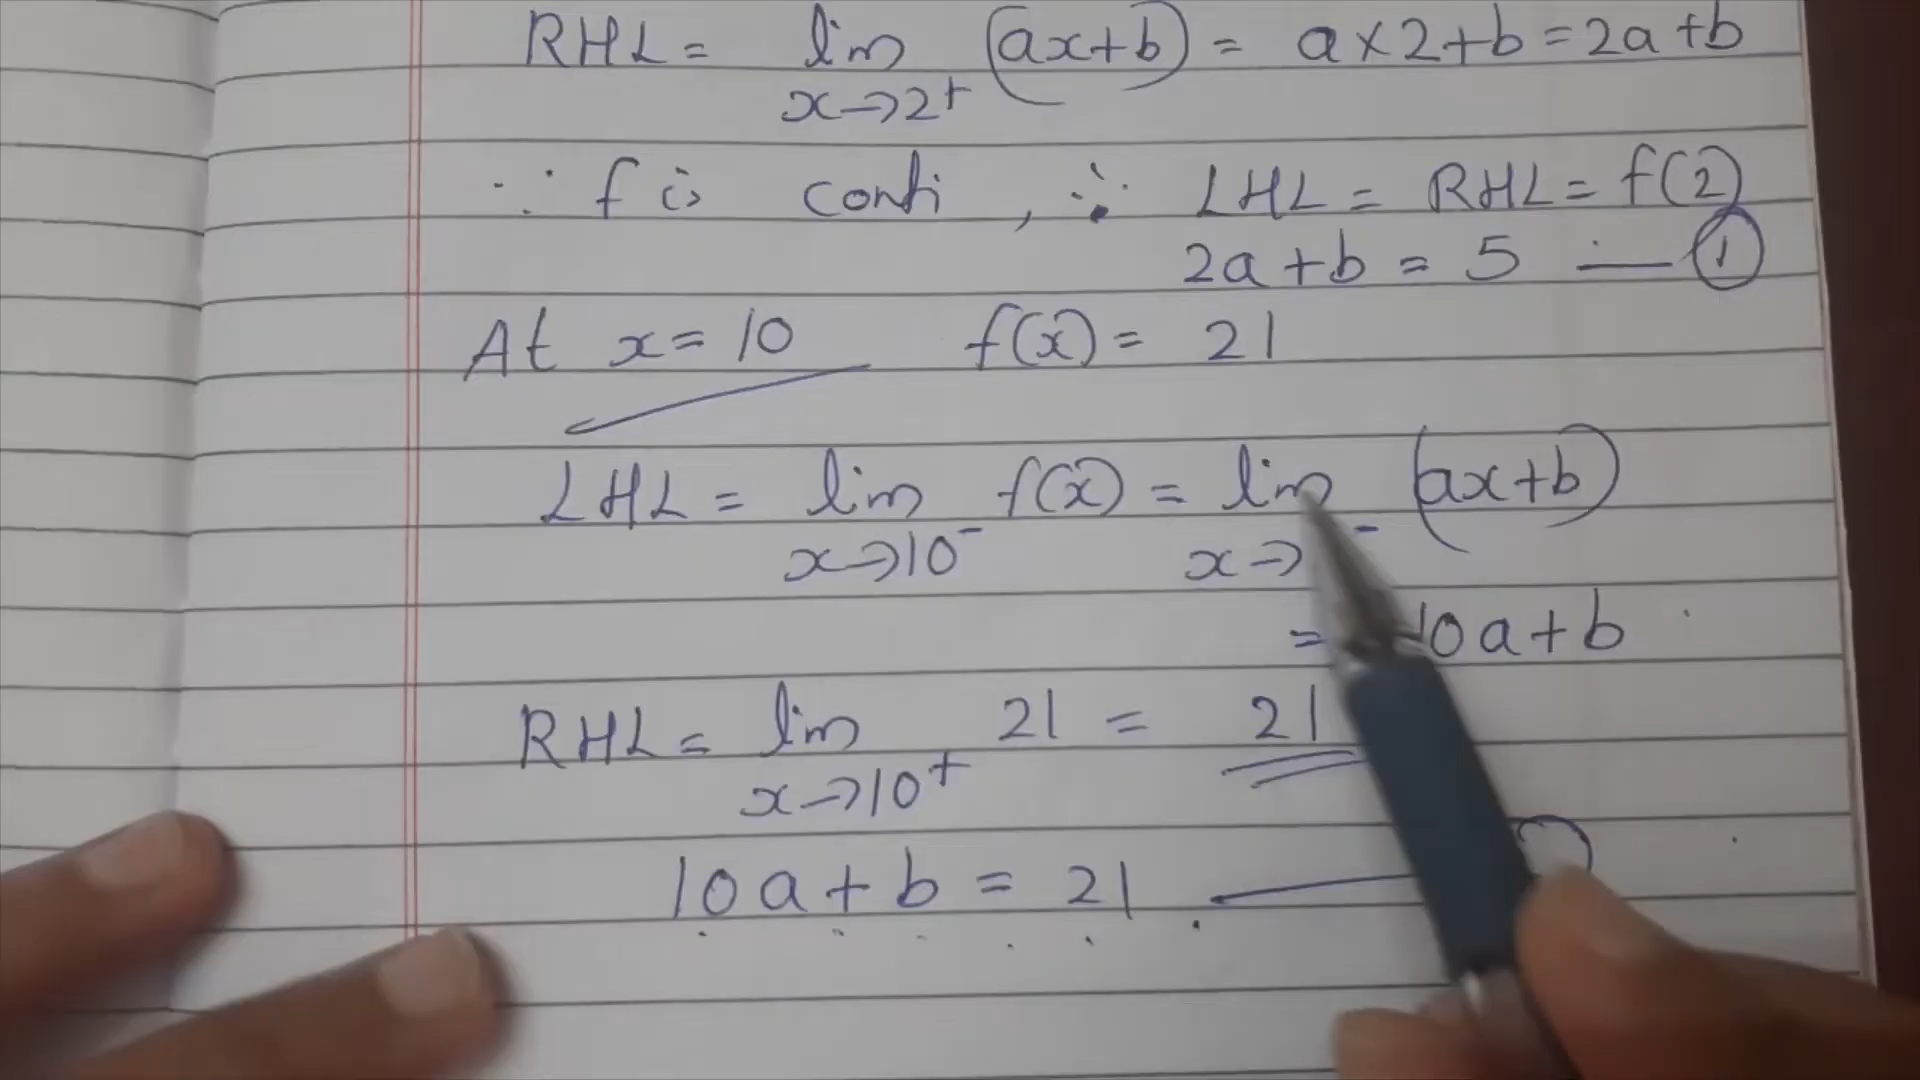 RHL = lim (ax+b) = a×2+b = 2a+b
x→2⁺
∵ f is conti , ∴ LHL = RHL = f(2)
2a+b = 5 — ①
At x = 10 f(x) = 21
LHL = lim f(x) = lim (ax+b)
x→10⁻ x→ ⁻
= 10a+b
RHL = lim 21 = 21
x→10⁺
10a+b = 21 —